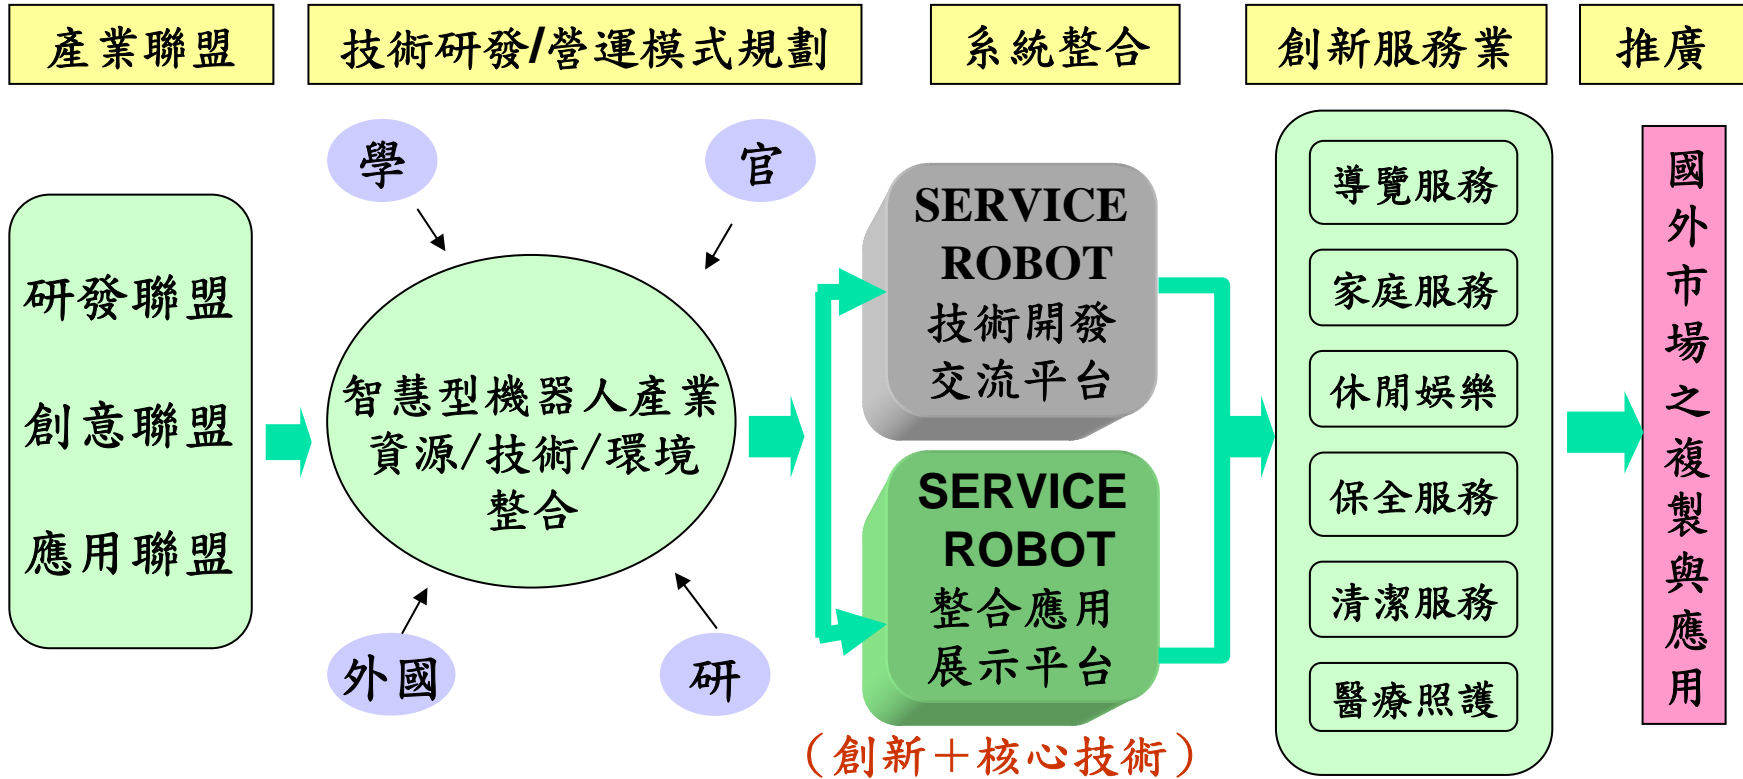 產業聯盟
技術研發/營運模式規劃
系統整合
創新服務業
推廣
研發聯盟
創意聯盟
應用聯盟
學
官
智慧型機器人產業
資源/技術/環境
整合
外國
研
SERVICE
ROBOT
技術開發
交流平台
SERVICE
ROBOT
整合應用
展示平台
（創新＋核心技術）
導覽服務
家庭服務
休閒娛樂
保全服務
清潔服務
醫療照護
國外市場之複製與應用